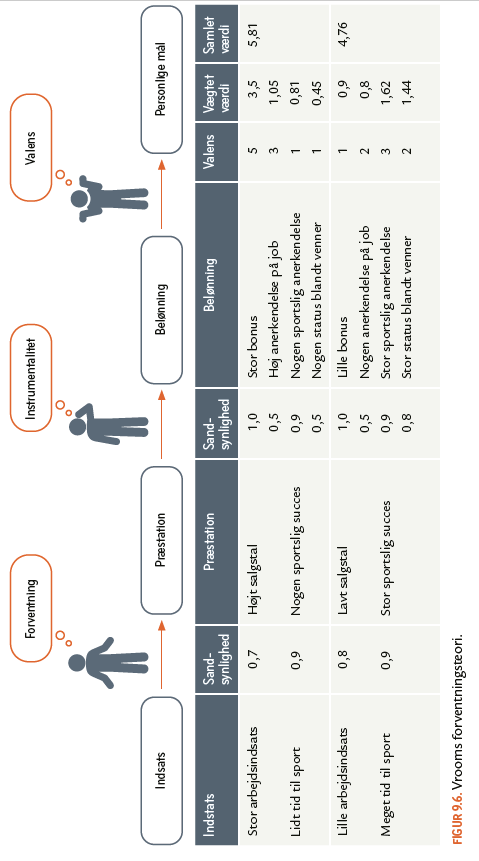 Forventning
Instrumentalitet
Valens
Indsats
Præstation
Belønning
Personlige mål
Indstats Sand-synlighed Præstation Sand-synlighed Belønning Valens Vægtet værdi Samlet værdi
Stor arbejdsindsats 0,7 Højt salgstal 1,0 Stor bonus 5 3,5 5,81
0,5 Høj anerkendelse på job 3 1,05
Lidt tid til sport 0,9 Nogen sportslig succes 0,9 Nogen sportslig anerkendelse 1 0,81
0,5 Nogen status blandt venner 1 0,45
Lille arbejdsindsats 0,8 Lavt salgstal 1,0 Lille bonus 1 0,9 4,76
0,5 Nogen anerkendelse på job 2 0,8
Meget tid til sport 0,9 Stor sportslig succes 0,9 Stor sportslig anerkendelse 3 1,62
0,8 Stor status blandt venner 2 1,44
FIGUR 9.6. Vrooms forventningsteori.